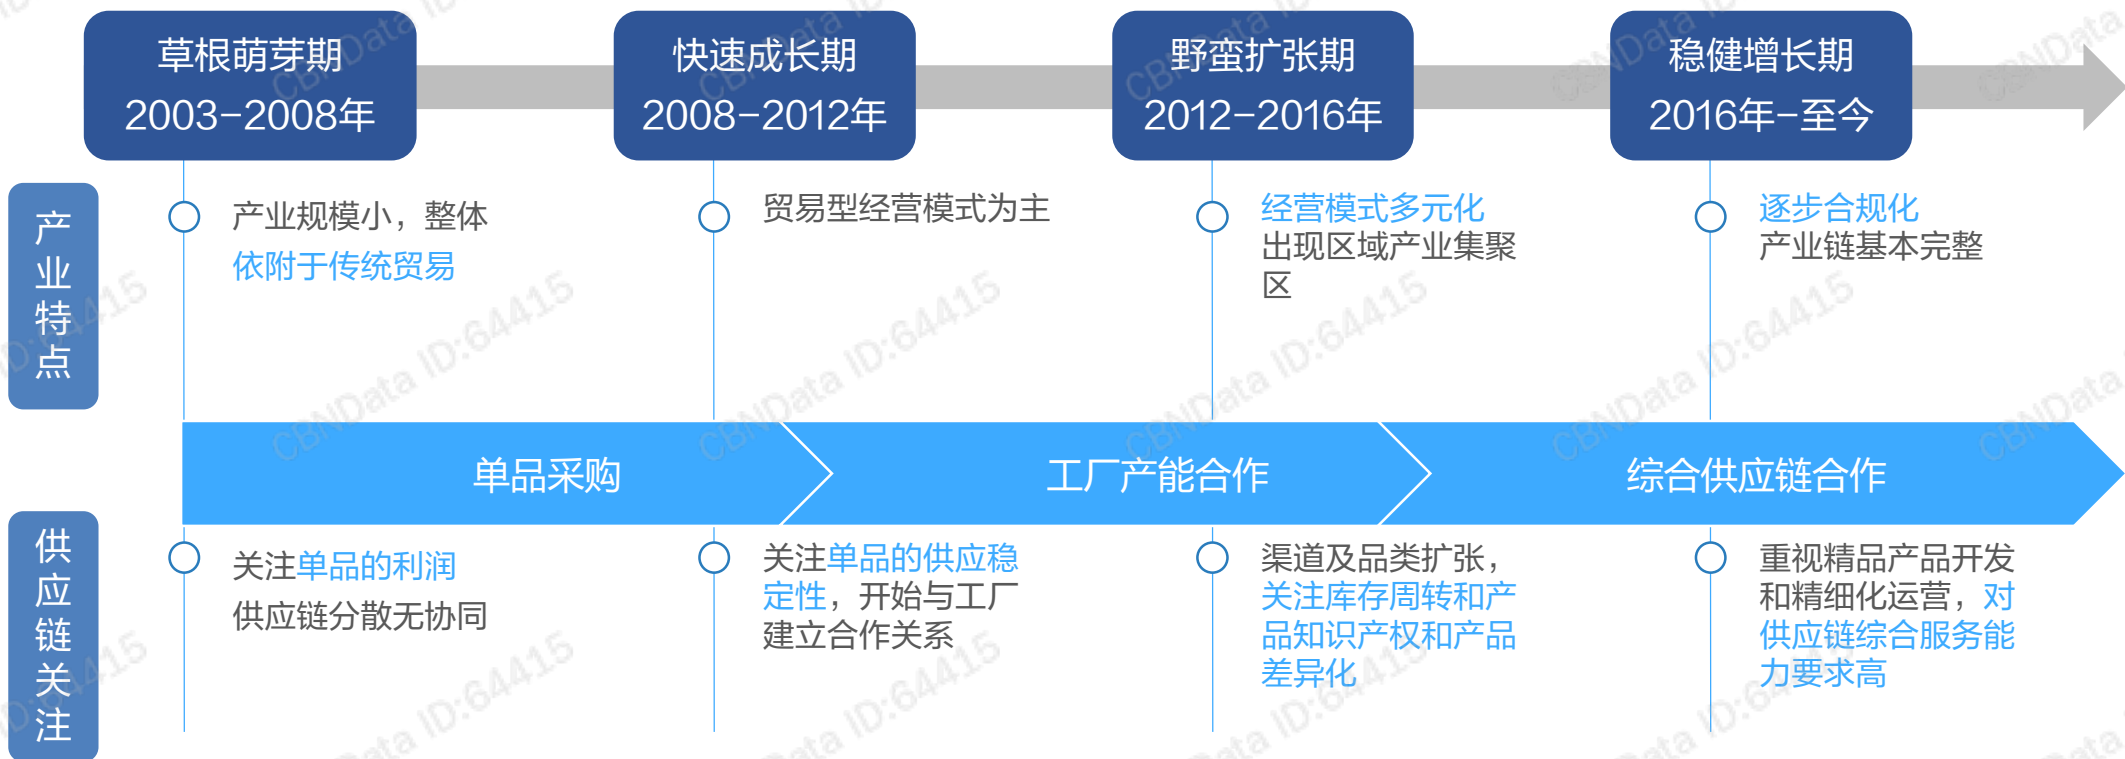 草根萌芽期
2003-2008年
快速成长期
2008-2012年
野蛮扩张期
2012-2016年
稳健增长期
2016年-至今
产业特点
产业规模小，整体
依附于传统贸易
贸易型经营模式为主
经营模式多元化
出现区域产业集聚
区
逐步合规化
产业链基本完整
单品采购
工厂产能合作
综合供应链合作
供应链关注
关注单品的利润
供应链分散无协同
关注单品的供应稳
定性，开始与工厂
建立合作关系
渠道及品类扩张，
关注库存周转和产
品知识产权和产品
差异化
重视精品产品开发
和精细化运营，对
供应链综合服务能
力要求高
CBNData ID:64415